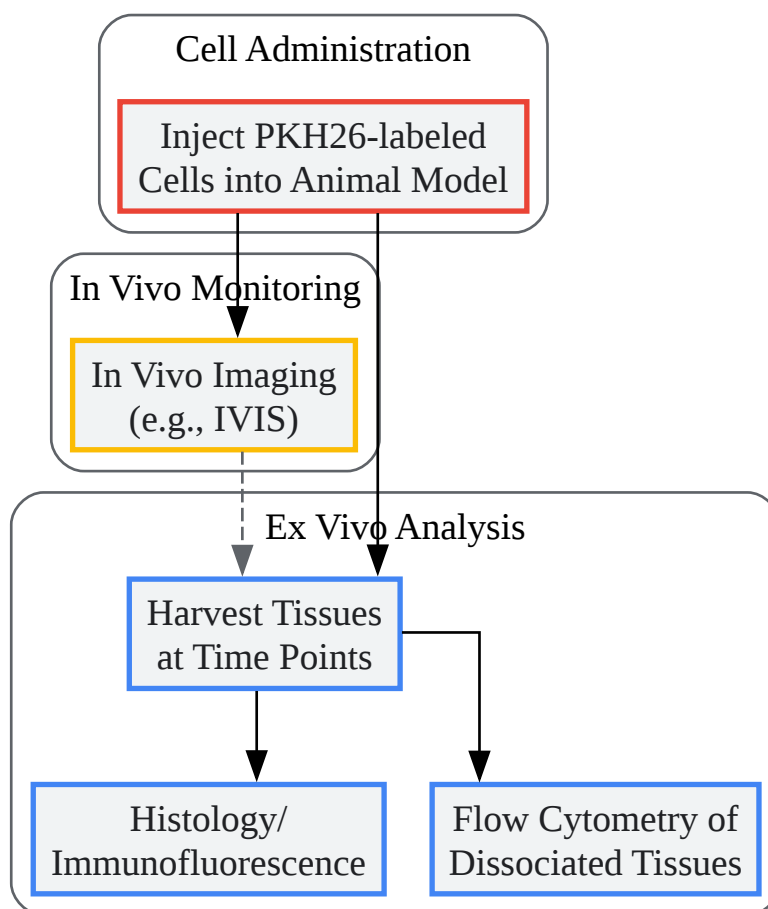 Cell Administration
Inject PKH26-labeled
Cells into Animal Model
In Vivo Monitoring
In Vivo Imaging
(e.g., IVIS)
Ex Vivo Analysis
Harvest Tissues
at Time Points
Histology/
Immunofluorescence
Flow Cytometry of
Dissociated Tissues